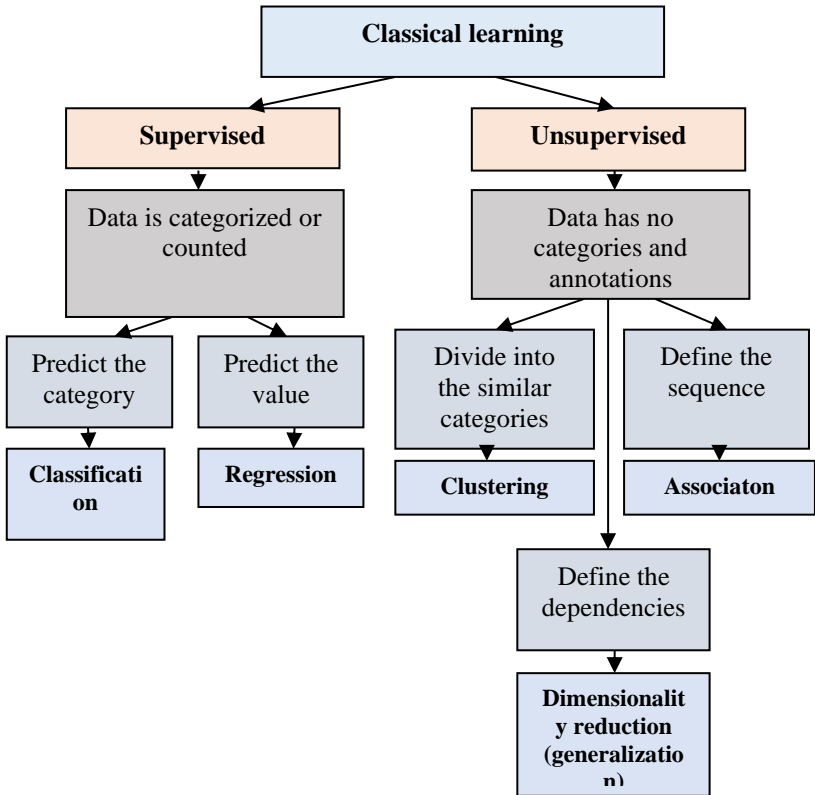 Classical learning
Supervised
Unsupervised
Data is categorized or
counted
Data has no
categories and
annotations
Predict the
category
Predict the
value
Divide into
the similar
categories
Define the
sequence
Classificati
on
Regression
Clustering
Associaton
Define the
dependencies
Dimensionalit
y reduction
(generalizatio
n)